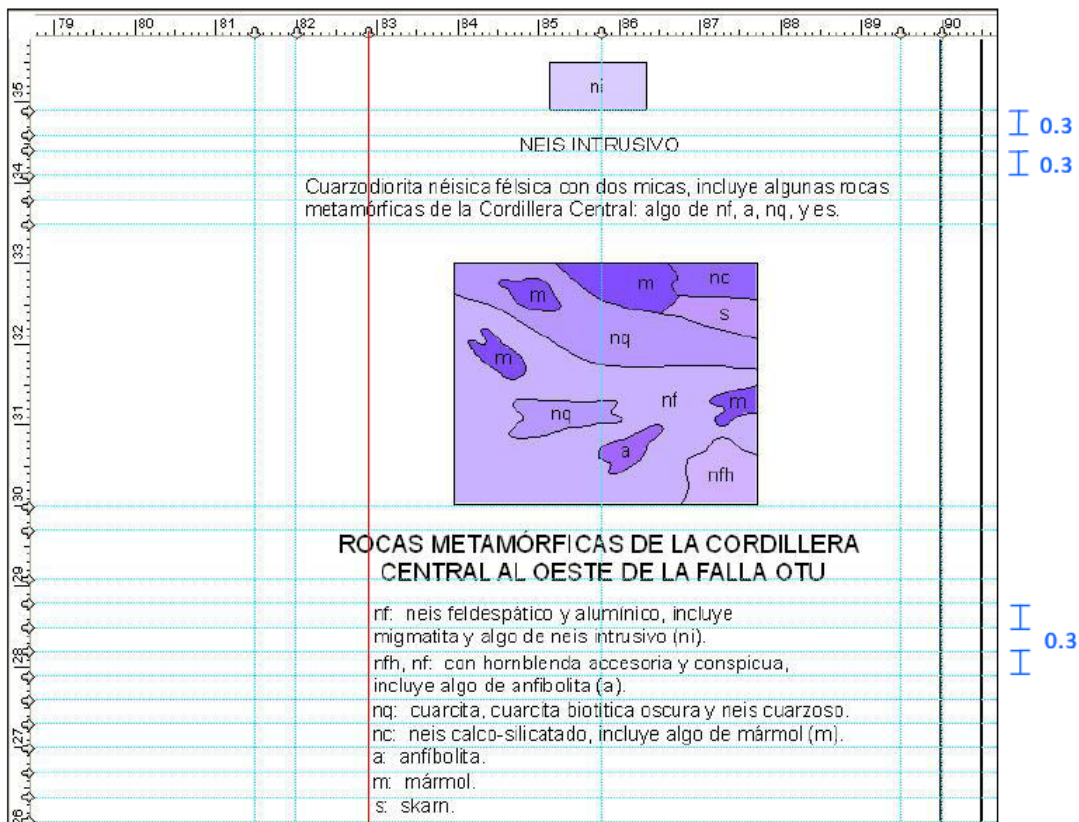 79 80 81 82 83 84 85 86 87 88 89 90
35
ni
0.3
NEIS INTRUSIVO
0.3
34
Cuarzodiorita néisica félsica con dos micas, incluye algunas rocas
metamórficas de la Cordillera Central: algo de nf, a, nq, y es.
33
m nc
m
s
32
nq
m
nf m
31
nq
a
nfh
30
ROCAS METAMÓRFICAS DE LA CORDILLERA
CENTRAL AL OESTE DE LA FALLA OTU
29
nf: neis feldespático y alumínico, incluye
migmatita y algo de neis intrusivo (ni).
0.3
28
nfh, nf: con hornblenda accesoria y conspicua,
incluye algo de anfibolita (a).
nq: cuarcita, cuarcita biotítica oscura y neis cuarzoso.
27
nc: neis calco-silicatado, incluye algo de mármol (m).
a: anfíbolita.
m: mármol.
s: skarn.
26